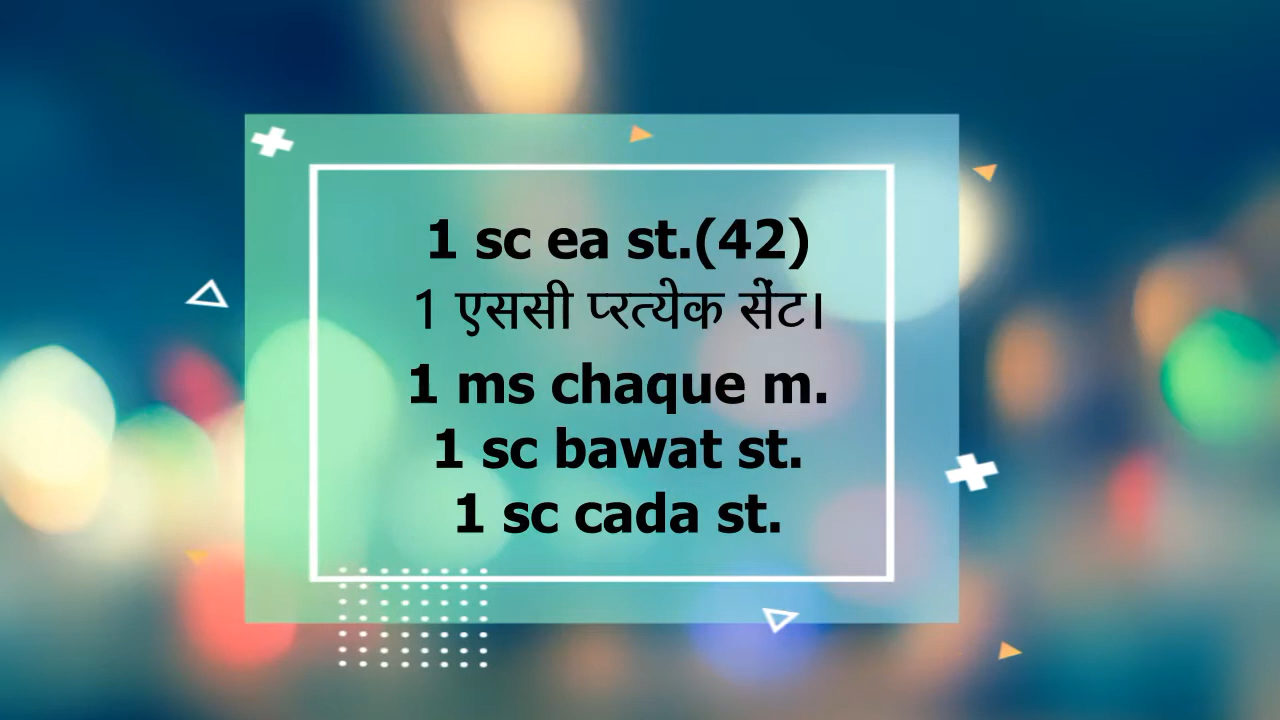 1 sc ea st.(42)
1 एससी प्रत्येक सेंट।
1 ms chaque m.
1 sc bawat st.
1 sc cada st.